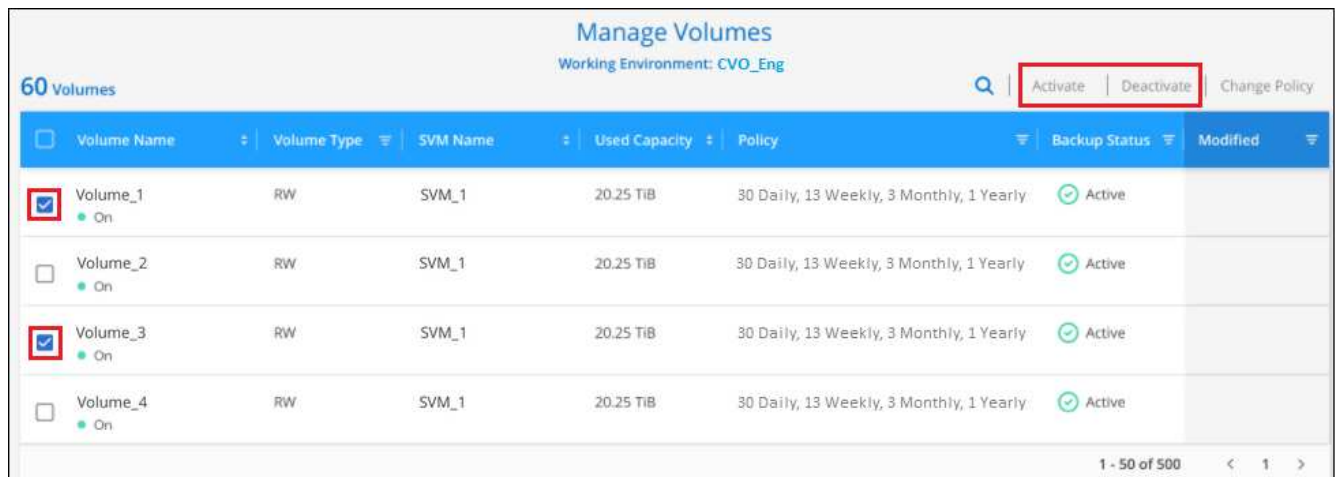 Manage Volumes
Working Environment: CVO_Eng
60 Volumes
Activate | Deactivate | Change Policy
Volume Name Volume Type SVM Name Used Capacity Policy Backup Status Modified
Volume_1 RW SVM_1 20.25 TiB 30 Daily, 13 Weekly, 3 Monthly, 1 Yearly Active
On
Volume_2 RW SVM_1 20.25 TiB 30 Daily, 13 Weekly, 3 Monthly, 1 Yearly Active
On
Volume_3 RW SVM_1 20.25 TiB 30 Daily, 13 Weekly, 3 Monthly, 1 Yearly Active
On
Volume_4 RW SVM_1 20.25 TiB 30 Daily, 13 Weekly, 3 Monthly, 1 Yearly Active
On
1 - 50 of 500 < 1 >